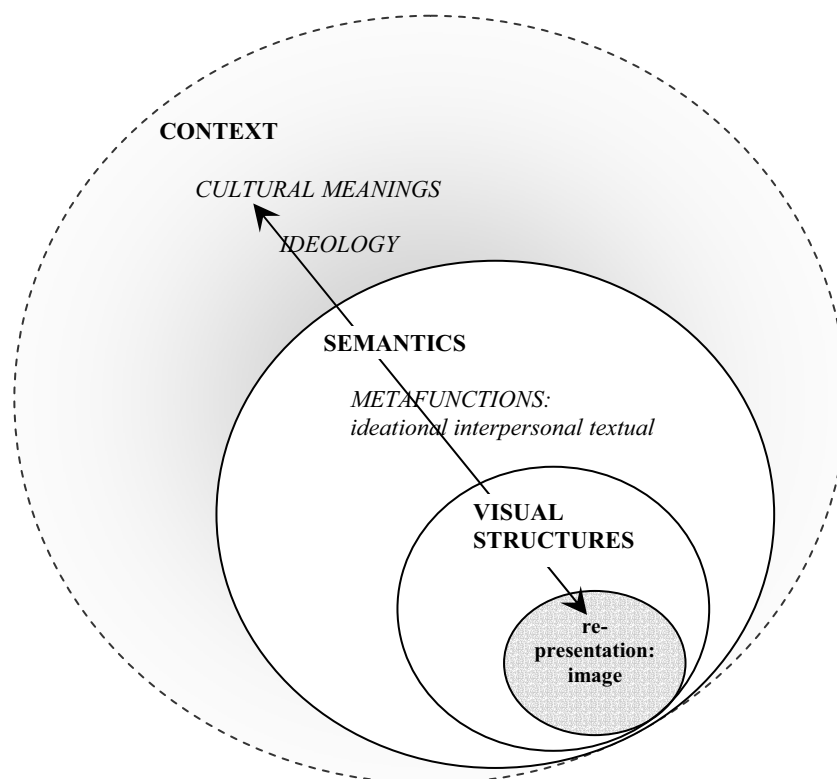 CONTEXT
CULTURAL MEANINGS
IDEOLOGY
SEMANTICS
METAFUNCTIONS:
ideational interpersonal textual
VISUAL
STRUCTURES
re-
presentation:
image